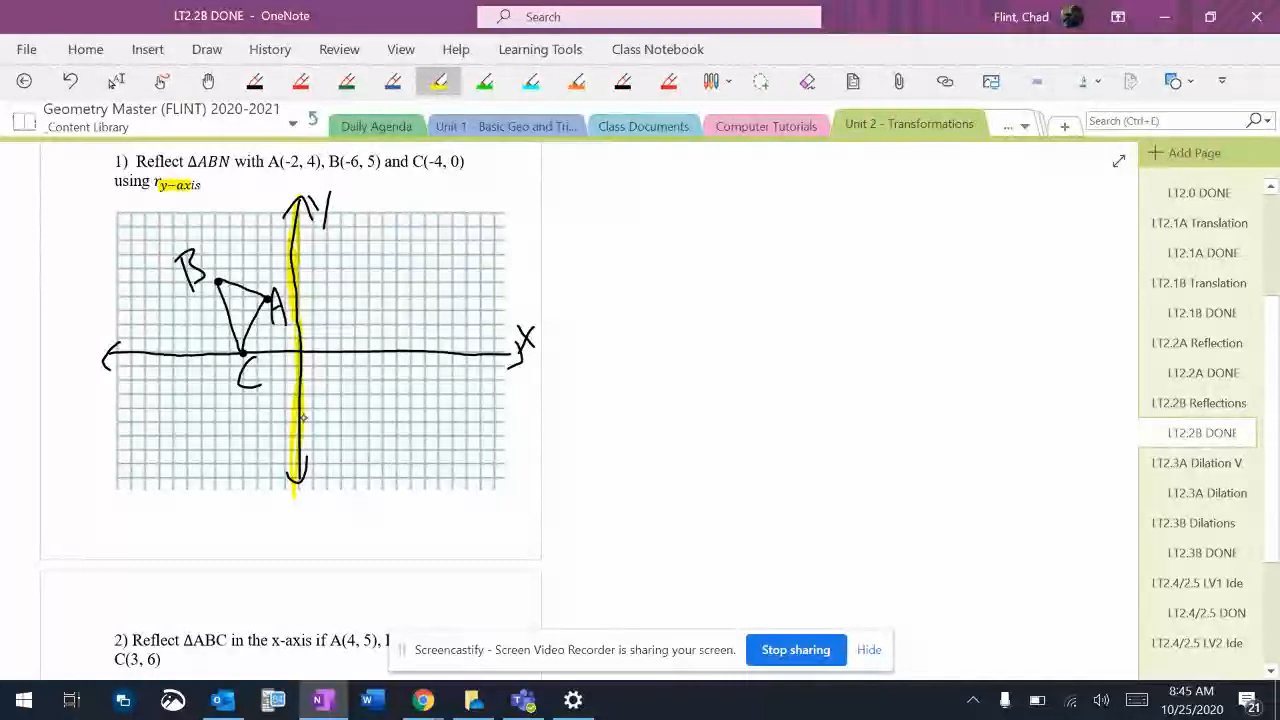 LT2.2B DONE - OneNote
Search
Flint, Chad
File Home Insert Draw History Review View Help Learning Tools Class Notebook
Geometry Master (FLINT) 2020-2021
_Content Library
Daily Agenda
Unit 1 - Basic Geo and Tri...
Class Documents
Computer Tutorials
Unit 2 - Transformations
...
Search (Ctrl+E)
1) Reflect ΔABN with A(-2, 4), B(-6, 5) and C(-4, 0)
using r y-axis
Y
B
A
X
C
2) Reflect ΔABC in the x-axis if A(4, 5),
C(3, 6)
Add Page
LT2.0 DONE
LT2.1A Translation
LT2.1A DONE
LT2.1B Translation
LT2.1B DONE
LT2.2A Reflection
LT2.2A DONE
LT2.2B Reflections
LT2.2B DONE
LT2.3A Dilation V.
LT2.3A Dilation
LT2.3B Dilations
LT2.3B DONE
LT2.4/2.5 LV1 Ide
LT2.4/2.5 DON
LT2.4/2.5 LV2 Ide
Screencastify - Screen Video Recorder is sharing your screen.
Stop sharing
Hide
8:45 AM
10/25/2020
21